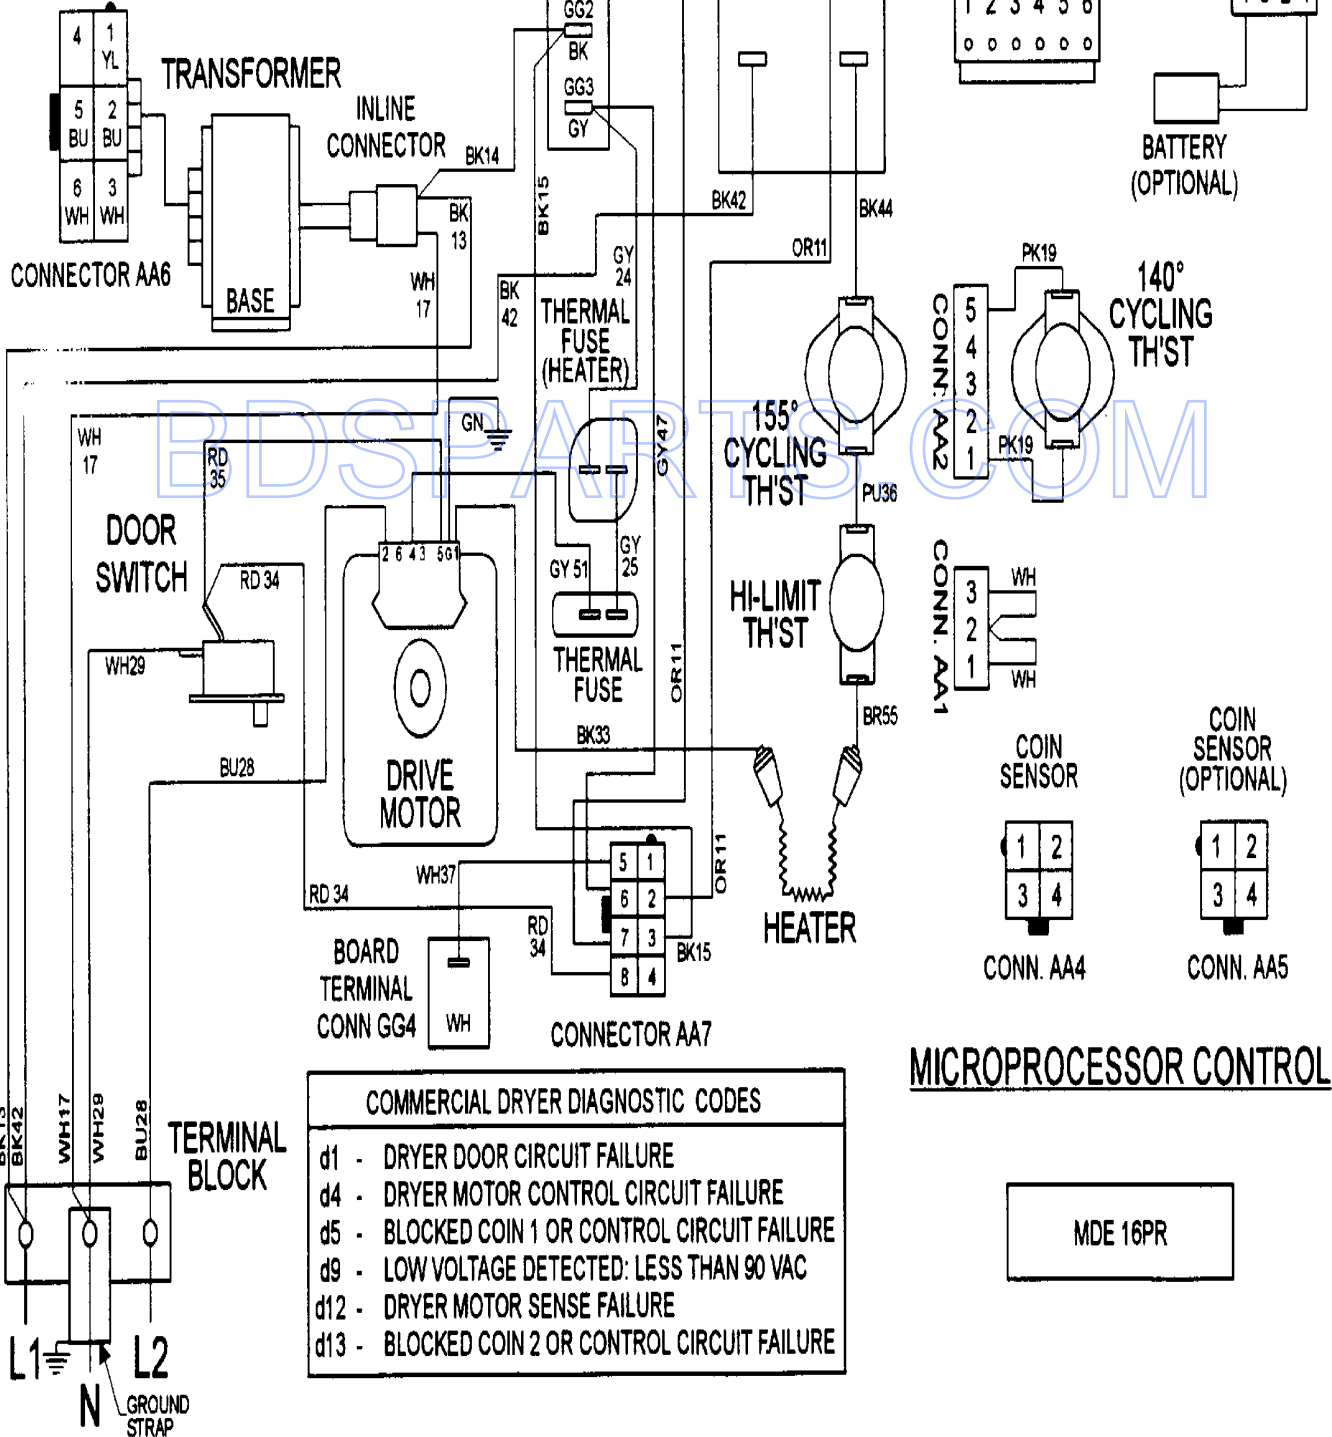 GG2
BK
GG3
GY
1 2 3 4 5 6
4 1
YL
5 2
BU BU
6 3
WH WH
CONNECTOR AA6
TRANSFORMER
BASE
INLINE
CONNECTOR
BK14
BK
13
WH
17
BK15
BK
42
GY
24
BK42
BK44
OR11
BATTERY
(OPTIONAL)
THERMAL
FUSE
(HEATER)
GY47
155°
CYCLING
TH'ST
PU36
HI-LIMIT
TH'ST
BR55
PK19
140°
CYCLING
TH'ST
CONN. AA2
5
4
3
2
1
PK19
CONN. AA1
3
2
1
WH
WH
WH
17
RD
35
GN
BDSPARTS.COM
DOOR
SWITCH
RD 34
WH29
BU28
2 6 4 3 5 G 1
DRIVE
MOTOR
GY 51
GY
25
THERMAL
FUSE
OR11
BK33
HEATER
OR11
WH37
RD 34
RD
34
5 1
6 2
7 3
8 4
BK15
CONNECTOR AA7
BOARD
TERMINAL
CONN GG4
WH
COIN
SENSOR
1 2
3 4
CONN. AA4
COIN
SENSOR
(OPTIONAL)
1 2
3 4
CONN. AA5
MICROPROCESSOR CONTROL
MDE 16PR
COMMERCIAL DRYER DIAGNOSTIC CODES
d1 - DRYER DOOR CIRCUIT FAILURE
d4 - DRYER MOTOR CONTROL CIRCUIT FAILURE
d5 - BLOCKED COIN 1 OR CONTROL CIRCUIT FAILURE
d9 - LOW VOLTAGE DETECTED: LESS THAN 90 VAC
d12 - DRYER MOTOR SENSE FAILURE
d13 - BLOCKED COIN 2 OR CONTROL CIRCUIT FAILURE
BK13
BK42
WH17
WH29
BU28
TERMINAL
BLOCK
L1
N
L2
GROUND
STRAP